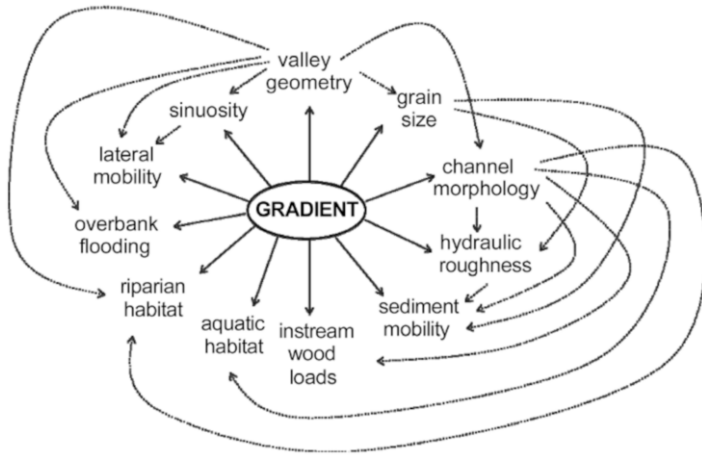 valley
geometry
sinuosity
grain
size
lateral
mobility
channel
morphology
GRADIENT
overbank
flooding
hydraulic
roughness
riparian
habitat
aquatic
habitat
instream
wood
loads
sediment
mobility